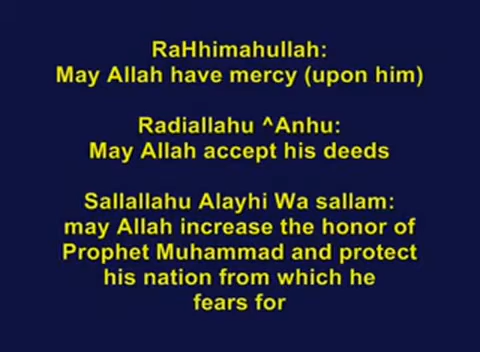 RaHhimahullah:
May Allah have mercy (upon him)
Radiallahu ^Anhu:
May Allah accept his deeds
Sallallahu Alayhi Wa sallam:
may Allah increase the honor of
Prophet Muhammad and protect
his nation from which he
fears for